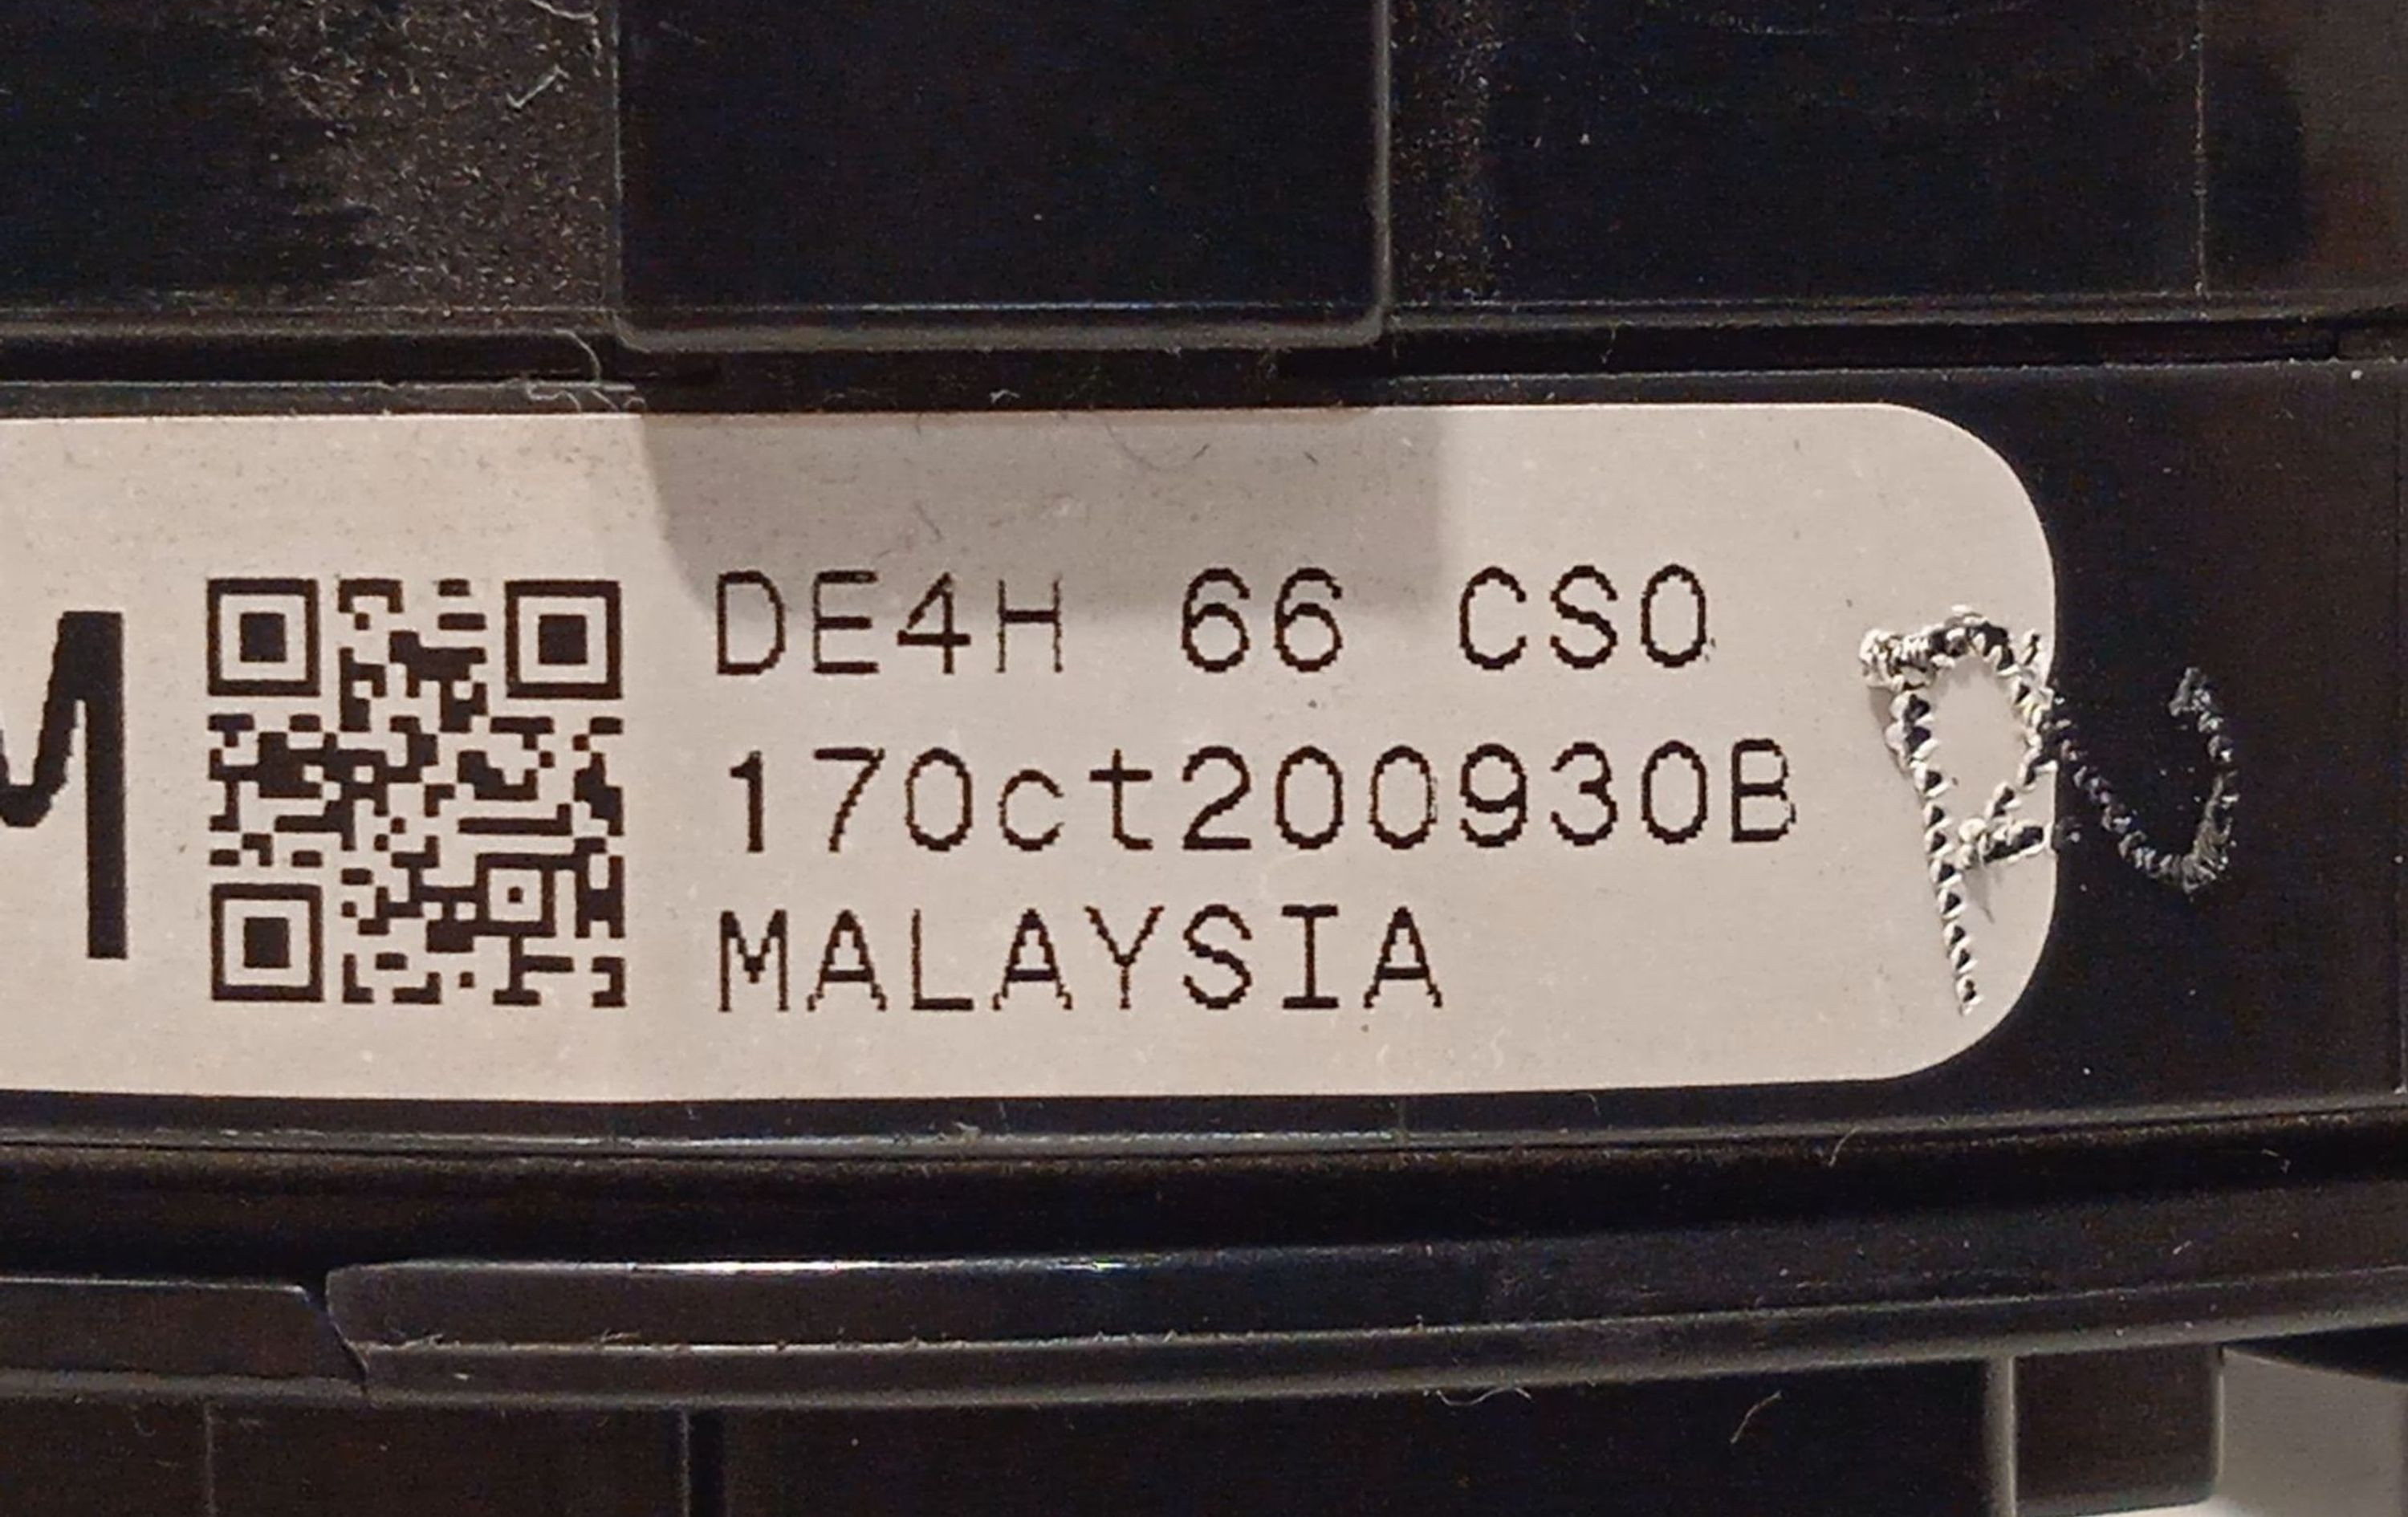 M DE4H 66 CS0
17Oct200930B
MALAYSIA